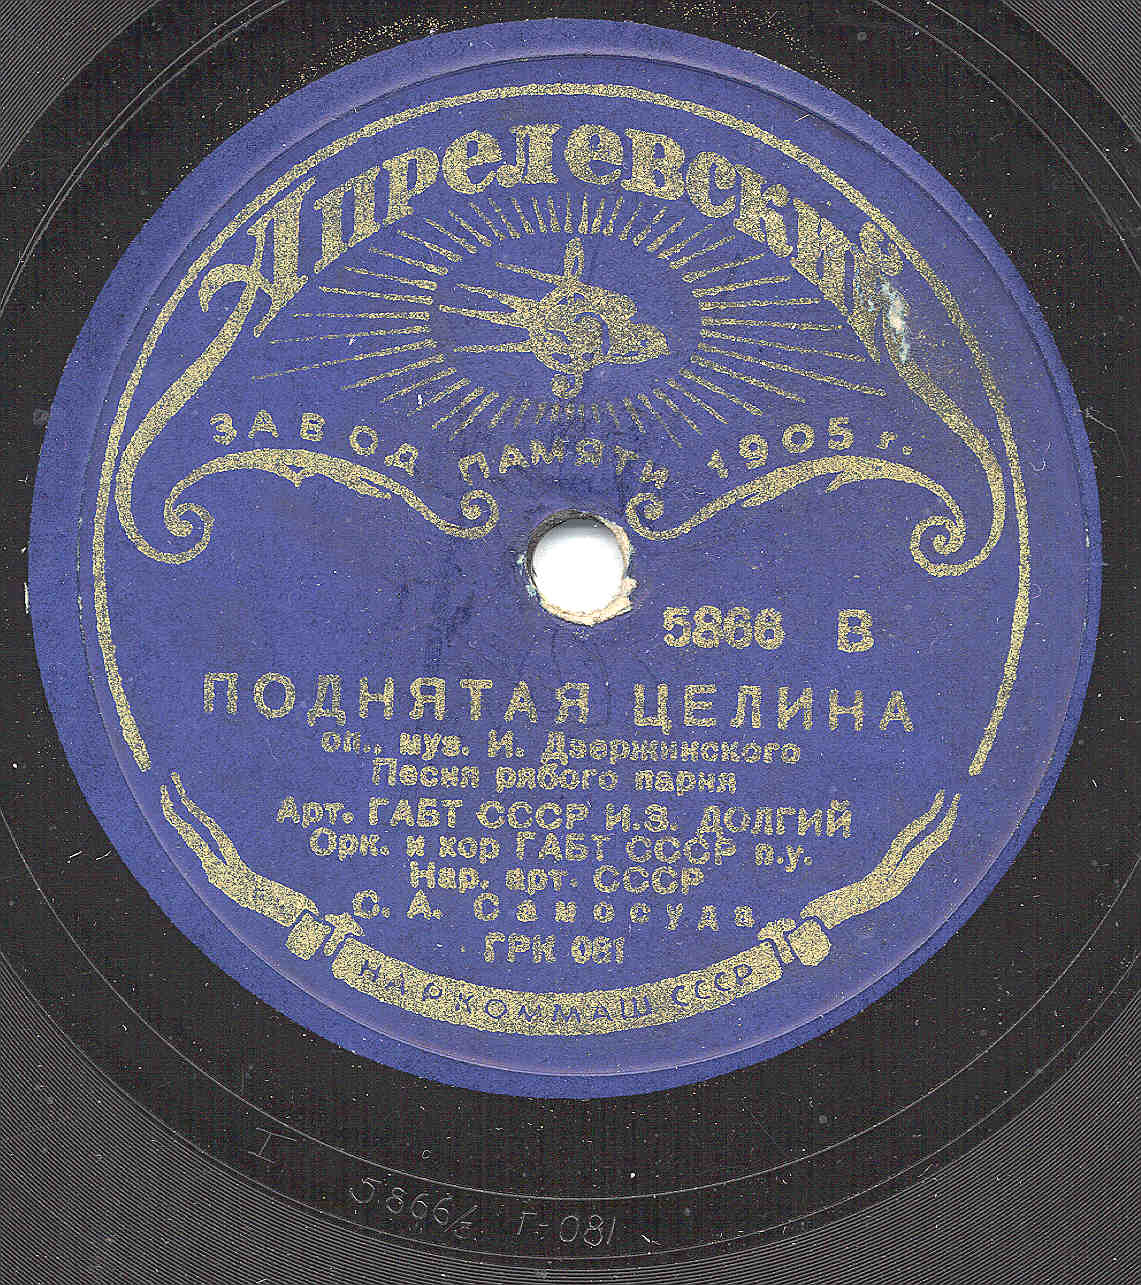 Апрелевский
ЗАВОД ПАМЯТИ 1905 г.
5866 В
ПОДНЯТАЯ ЦЕЛИНА
оп., муз. И. Дзержинского
Песня рябого парня
Арт. ГАБТ СССР И.З. ДОЛГИЙ
Орк. и хор ГАБТ СССР п.у.
Нар. арт. СССР
С. А. Самосуда
ГРК 081
НАРКОММАШ СССР
I
5866/2 Г-081